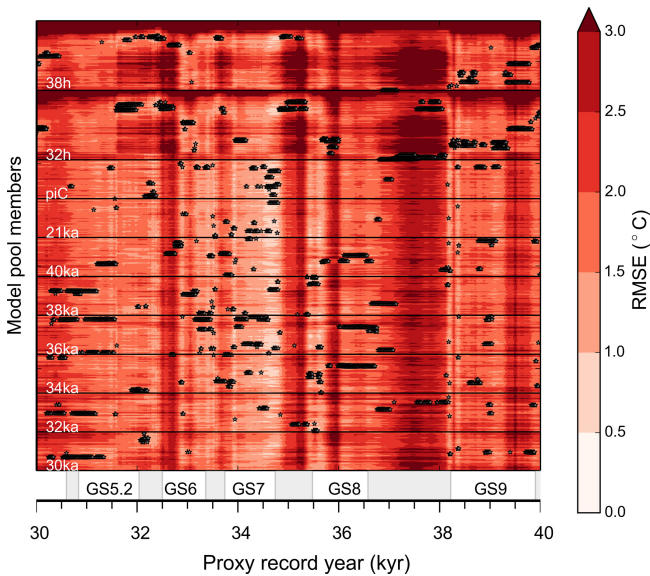 3.0
2.5
2.0
1.5
1.0
0.5
0.0
RMSE (°C)
Model pool members
38h
32h
piC
21ka
40ka
38ka
36ka
34ka
32ka
30ka
GS5.2 GS6 GS7 GS8 GS9
30 32 34 36 38 40
Proxy record year (kyr)